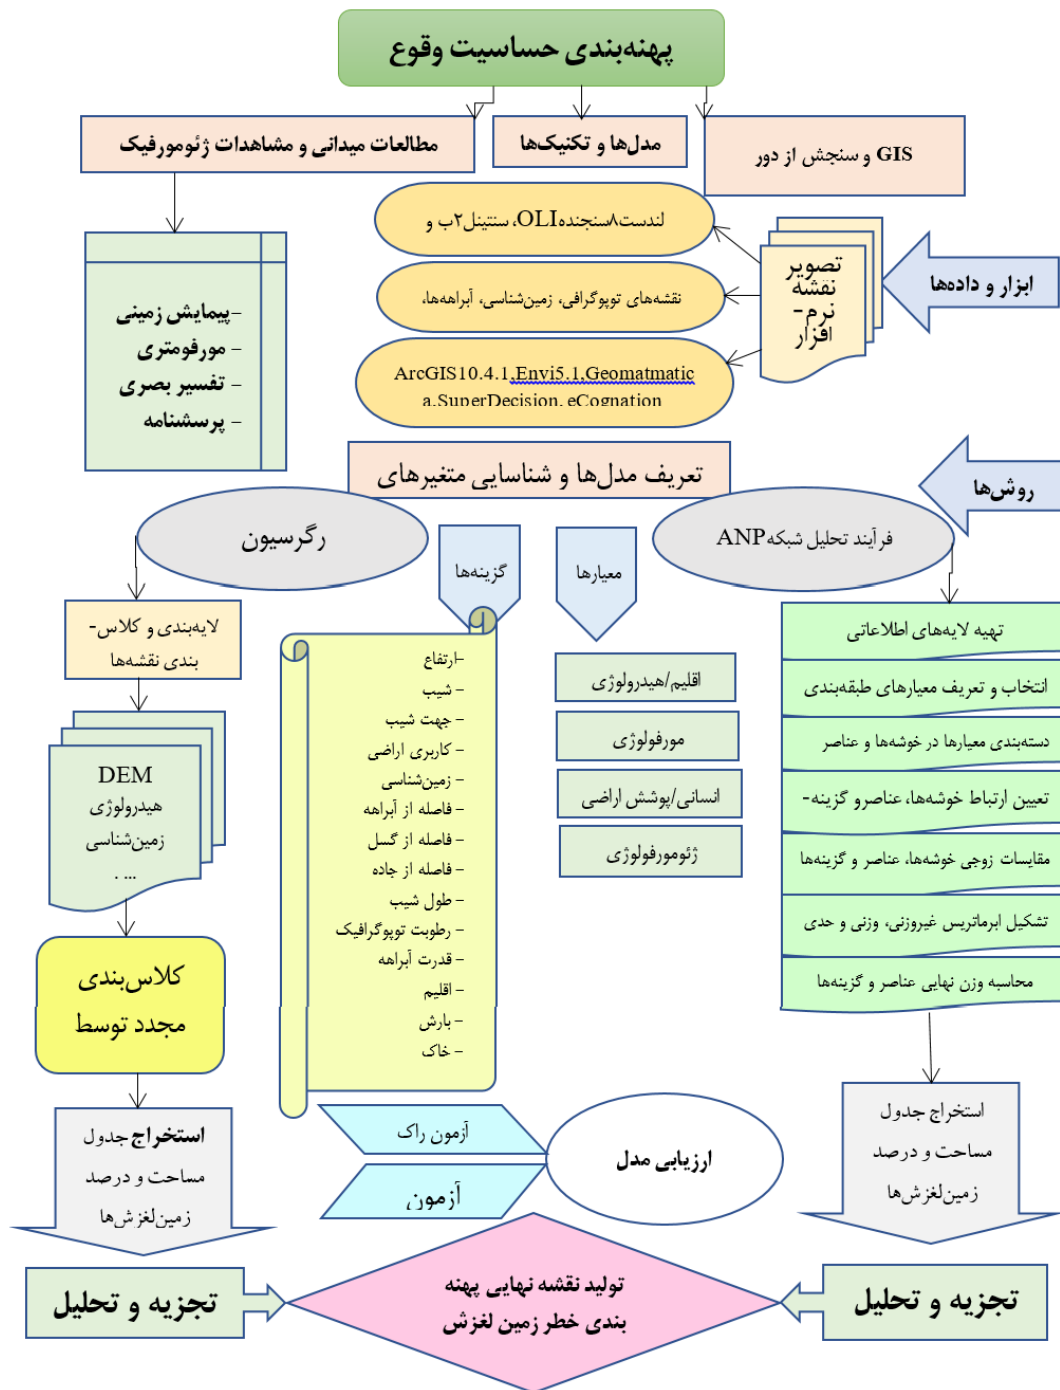 پهنه‌بندی حساسیت وقوع
GIS و سنجش از دور
مدل‌ها و تکنیک‌ها
مطالعات میدانی و مشاهدات ژئومورفیک
ابزار و داده‌ها
تصویر
نقشه
نرم-
افزار
لندست۸سنجنده OLI، سنتینل۲ب و
نقشه‌های توپوگرافی، زمین‌شناسی، آبراهه‌ها،
ArcGIS10.4.1,Envi5.1,Geomatmatic
a,SuperDecision, eCognation
-پیمایش زمینی
- مورفومتری
- تفسیر بصری
- پرسشنامه
تعریف مدل‌ها و شناسایی متغیرهای
روش‌ها
فرآیند تحلیل شبکه ANP
معیارها
گزینه‌ها
رگرسیون
تهیه لایه‌های اطلاعاتی
انتخاب و تعریف معیارهای طبقه‌بندی
دسته‌بندی معیارها در خوشه‌ها و عناصر
تعیین ارتباط خوشه‌ها، عناصرو گزینه-
مقایسات زوجی خوشه‌ها، عناصر و گزینه‌ها
تشکیل ابرماتریس غیروزنی، وزنی و حدی
محاسبه وزن نهایی عناصر و گزینه‌ها
استخراج جدول
مساحت و درصد
زمین‌لغزش‌ها
تجزیه و تحلیل
اقلیم/هیدرولوژی
مورفولوژی
انسانی/پوشش اراضی
ژئومورفولوژی
-ارتفاع
- شیب
- جهت شیب
- کاربری اراضی
- زمین‌شناسی
- فاصله از آبراهه
- فاصله از گسل
- فاصله از جاده
- طول شیب
- رطوبت توپوگرافیک
- قدرت آبراهه
- اقلیم
- بارش
- خاک
لایه‌بندی و کلاس-
بندی نقشه‌ها
DEM
هیدرولوژی
زمین‌شناسی
. ...
کلاس‌بندی
مجدد توسط
استخراج جدول
مساحت و درصد
زمین‌لغزش‌ها
تجزیه و تحلیل
ارزیابی مدل
آزمون راک
آزمون
تولید نقشه نهایی پهنه
بندی خطر زمین لغزش